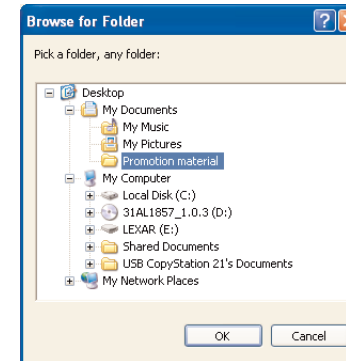 Browse for Folder
Pick a folder, any folder:
Desktop
My Documents
My Music
My Pictures
Promotion material
My Computer
Local Disk (C:)
31AL1857_1.0.3 (D:)
LEXAR (E:)
Shared Documents
USB CopyStation 21's Documents
My Network Places
OK
Cancel